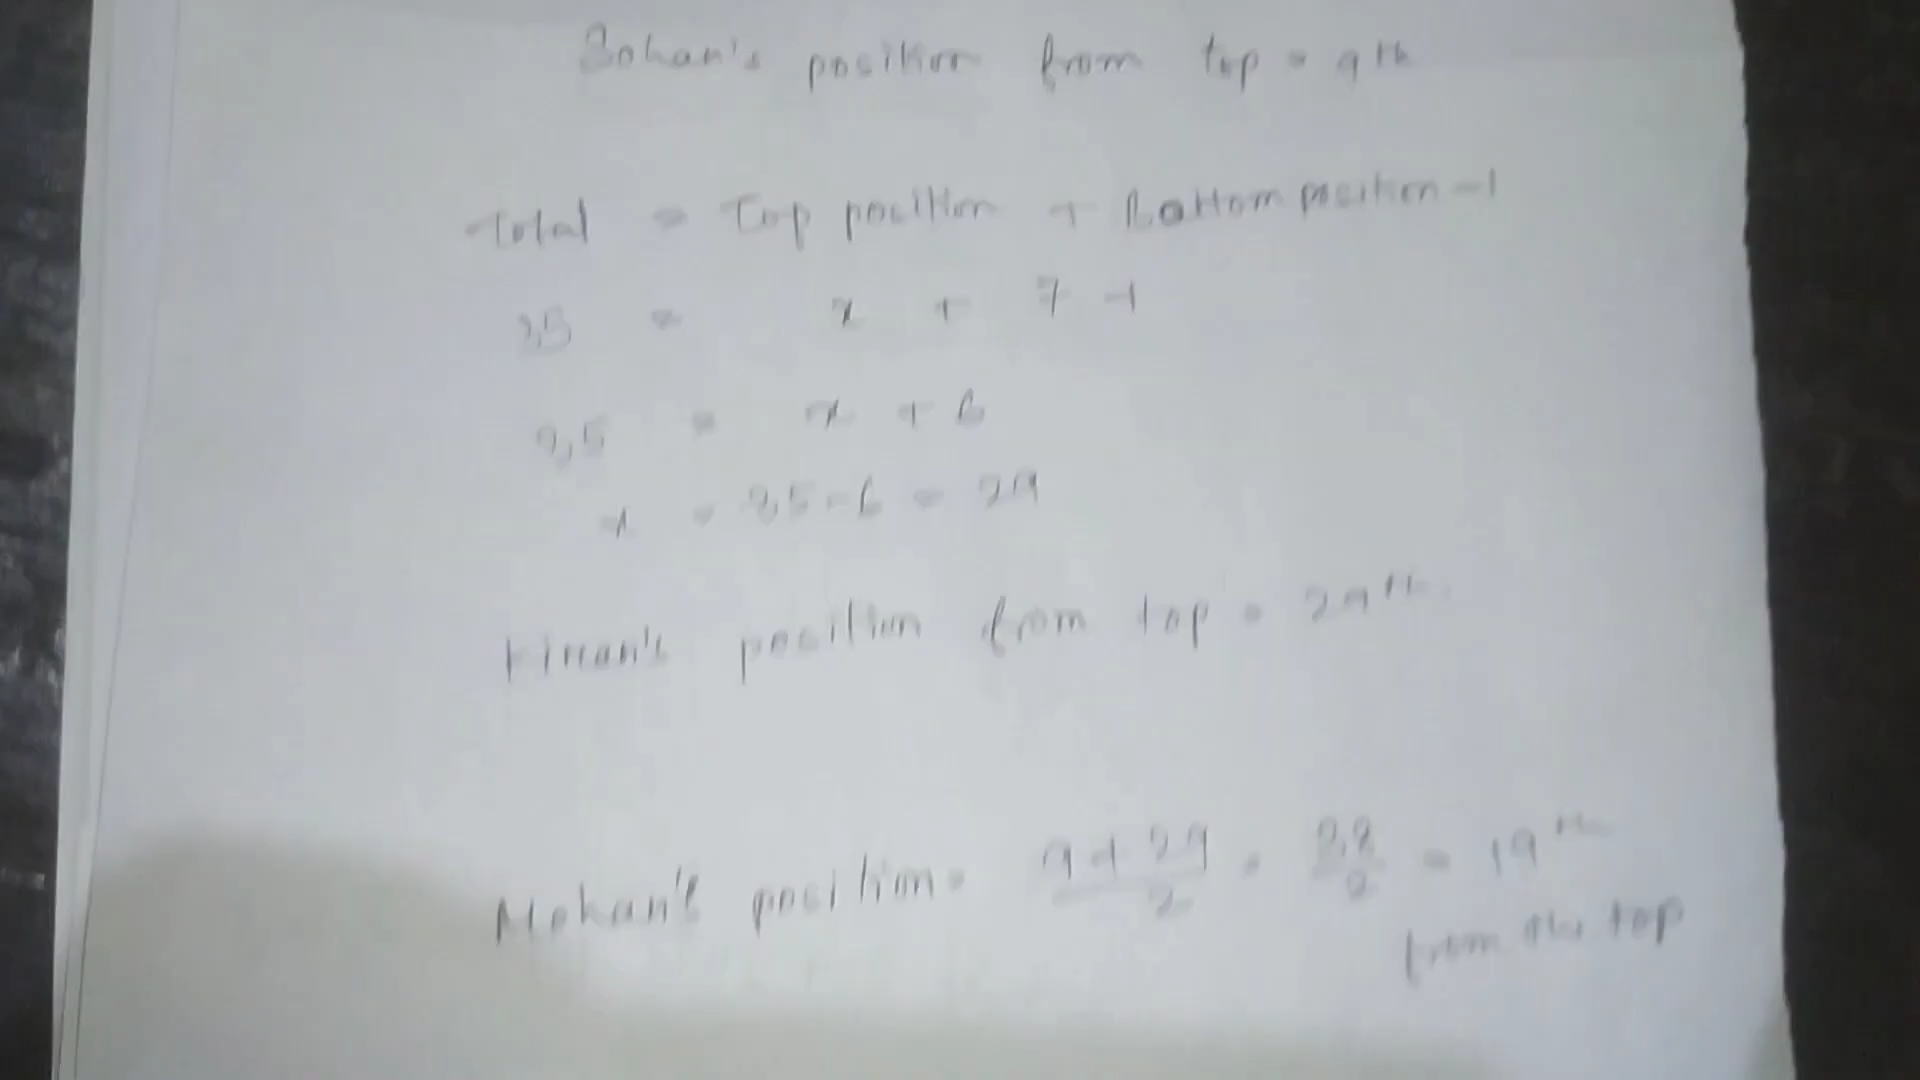 Sohan's position from top = 9th
Total = Top position + Bottom position - 1
35 = x + 7 - 1
35 = x + 6
x = 35 - 6 = 29
Kiran's position from top = 29th.
Mohan's position = 9 + 29 / 2 = 38 / 2 = 19th
from the top